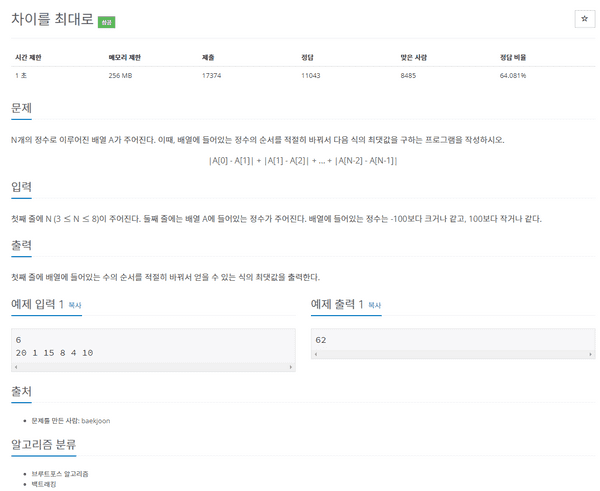 차이를 최대로 성공
☆
시간 제한 메모리 제한 제출 정답 맞은 사람 정답 비율
1 초 256 MB 17374 11043 8485 64.081%
문제
N개의 정수로 이루어진 배열 A가 주어진다. 이때, 배열에 들어있는 정수의 순서를 적절히 바꿔서 다음 식의 최댓값을 구하는 프로그램을 작성하시오.
|A[0] - A[1]| + |A[1] - A[2]| + ... + |A[N-2] - A[N-1]|
입력
첫째 줄에 N (3 ≤ N ≤ 8)이 주어진다. 둘째 줄에는 배열 A에 들어있는 정수가 주어진다. 배열에 들어있는 정수는 -100보다 크거나 같고, 100보다 작거나 같다.
출력
첫째 줄에 배열에 들어있는 수의 순서를 적절히 바꿔서 얻을 수 있는 식의 최댓값을 출력한다.
예제 입력 1 복사
6
20 1 15 8 4 10
예제 출력 1 복사
62
출처
문제를 만든 사람: baekjoon
알고리즘 분류
브루트포스 알고리즘
백트래킹